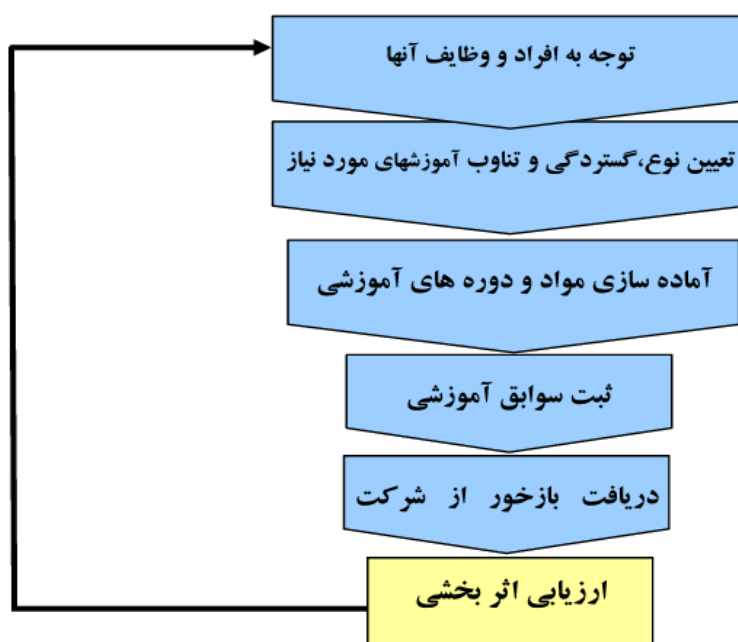 توجه به افراد و وظایف آنها
تعیین نوع،گستردگی و تناوب آموزشهای مورد نیاز
آماده سازی مواد و دوره های آموزشی
ثبت سوابق آموزشی
دریافت بازخور از شرکت
ارزیابی اثر بخشی